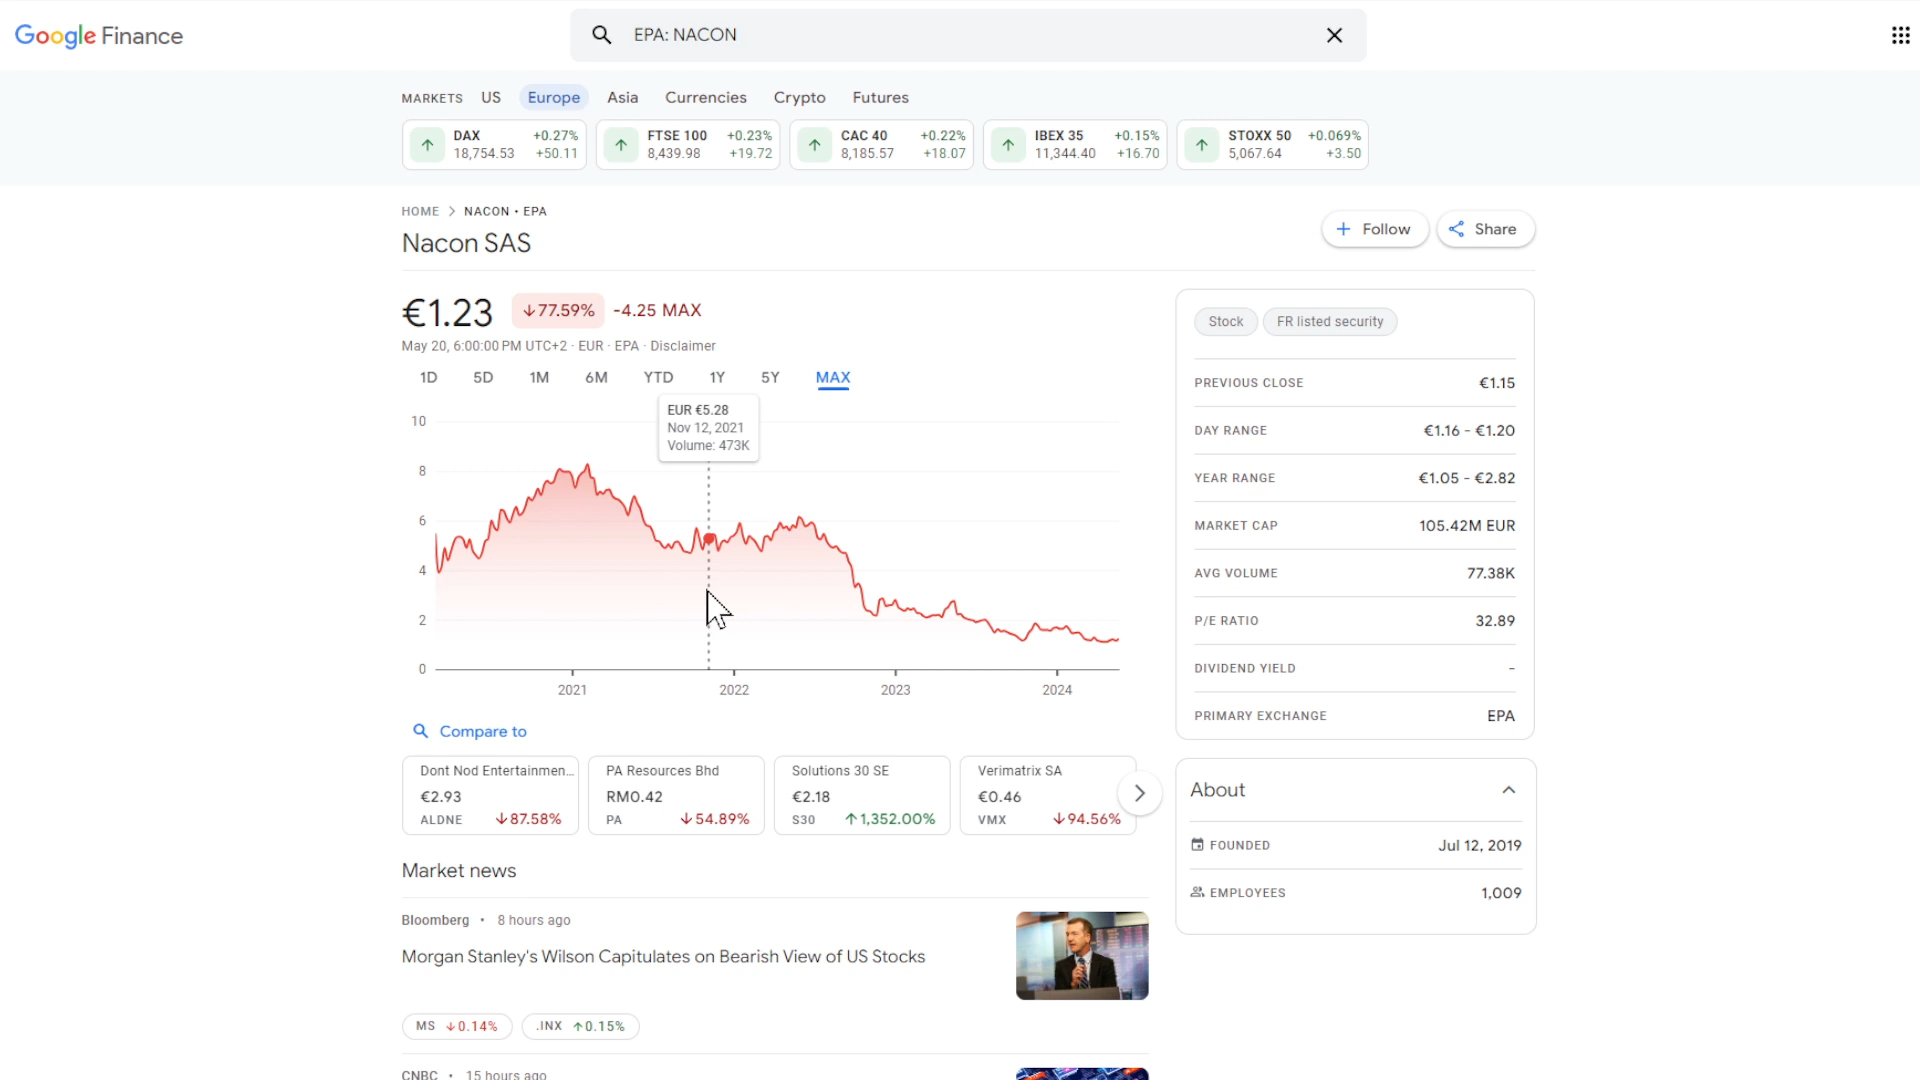 Google Finance
EPA: NACON
MARKETS US Europe Asia Currencies Crypto Futures
DAX +0.27%
18,754.53 +50.11
FTSE 100 +0.23%
8,439.98 +19.72
CAC 40 +0.22%
8,185.57 +18.07
IBEX 35 +0.15%
11,344.40 +16.70
STOXX 50 +0.069%
5,067.64 +3.50
HOME > NACON • EPA
Nacon SAS
Follow
Share
€1.23 ↓77.59% -4.25 MAX
May 20, 6:00:00 PM UTC+2 · EUR · EPA · Disclaimer
1D 5D 1M 6M YTD 1Y 5Y MAX
EUR €5.28
Nov 12, 2021
Volume: 473K
10
8
6
4
2
0
2021 2022 2023 2024
Compare to
Dont Nod Entertainmen...
€2.93
ALDNE ↓87.58%
PA Resources Bhd
RM0.42
PA ↓54.89%
Solutions 30 SE
€2.18
S30 ↑1,352.00%
Verimatrix SA
€0.46
VMX ↓94.56%
Market news
Bloomberg • 8 hours ago
Morgan Stanley's Wilson Capitulates on Bearish View of US Stocks
MS ↓0.14% .INX ↑0.15%
CNBC • 15 hours ago
Stock FR listed security
PREVIOUS CLOSE €1.15
DAY RANGE €1.16 - €1.20
YEAR RANGE €1.05 - €2.82
MARKET CAP 105.42M EUR
AVG VOLUME 77.38K
P/E RATIO 32.89
DIVIDEND YIELD -
PRIMARY EXCHANGE EPA
About
FOUNDED Jul 12, 2019
EMPLOYEES 1,009